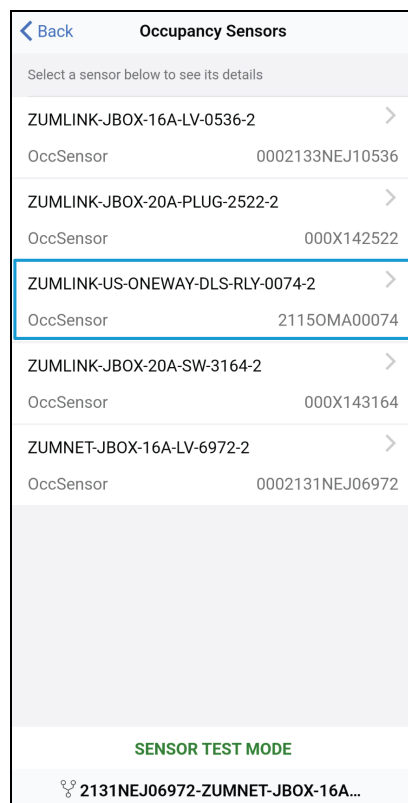 Back Occupancy Sensors
Select a sensor below to see its details
ZUMLINK-JBOX-16A-LV-0536-2
OccSensor 0002133NEJ10536
ZUMLINK-JBOX-20A-PLUG-2522-2
OccSensor 000X142522
ZUMLINK-US-ONEWAY-DLS-RLY-0074-2
OccSensor 2115OMA00074
ZUMLINK-JBOX-20A-SW-3164-2
OccSensor 000X143164
ZUMNET-JBOX-16A-LV-6972-2
OccSensor 0002131NEJ06972
SENSOR TEST MODE
2131NEJ06972-ZUMNET-JBOX-16A...